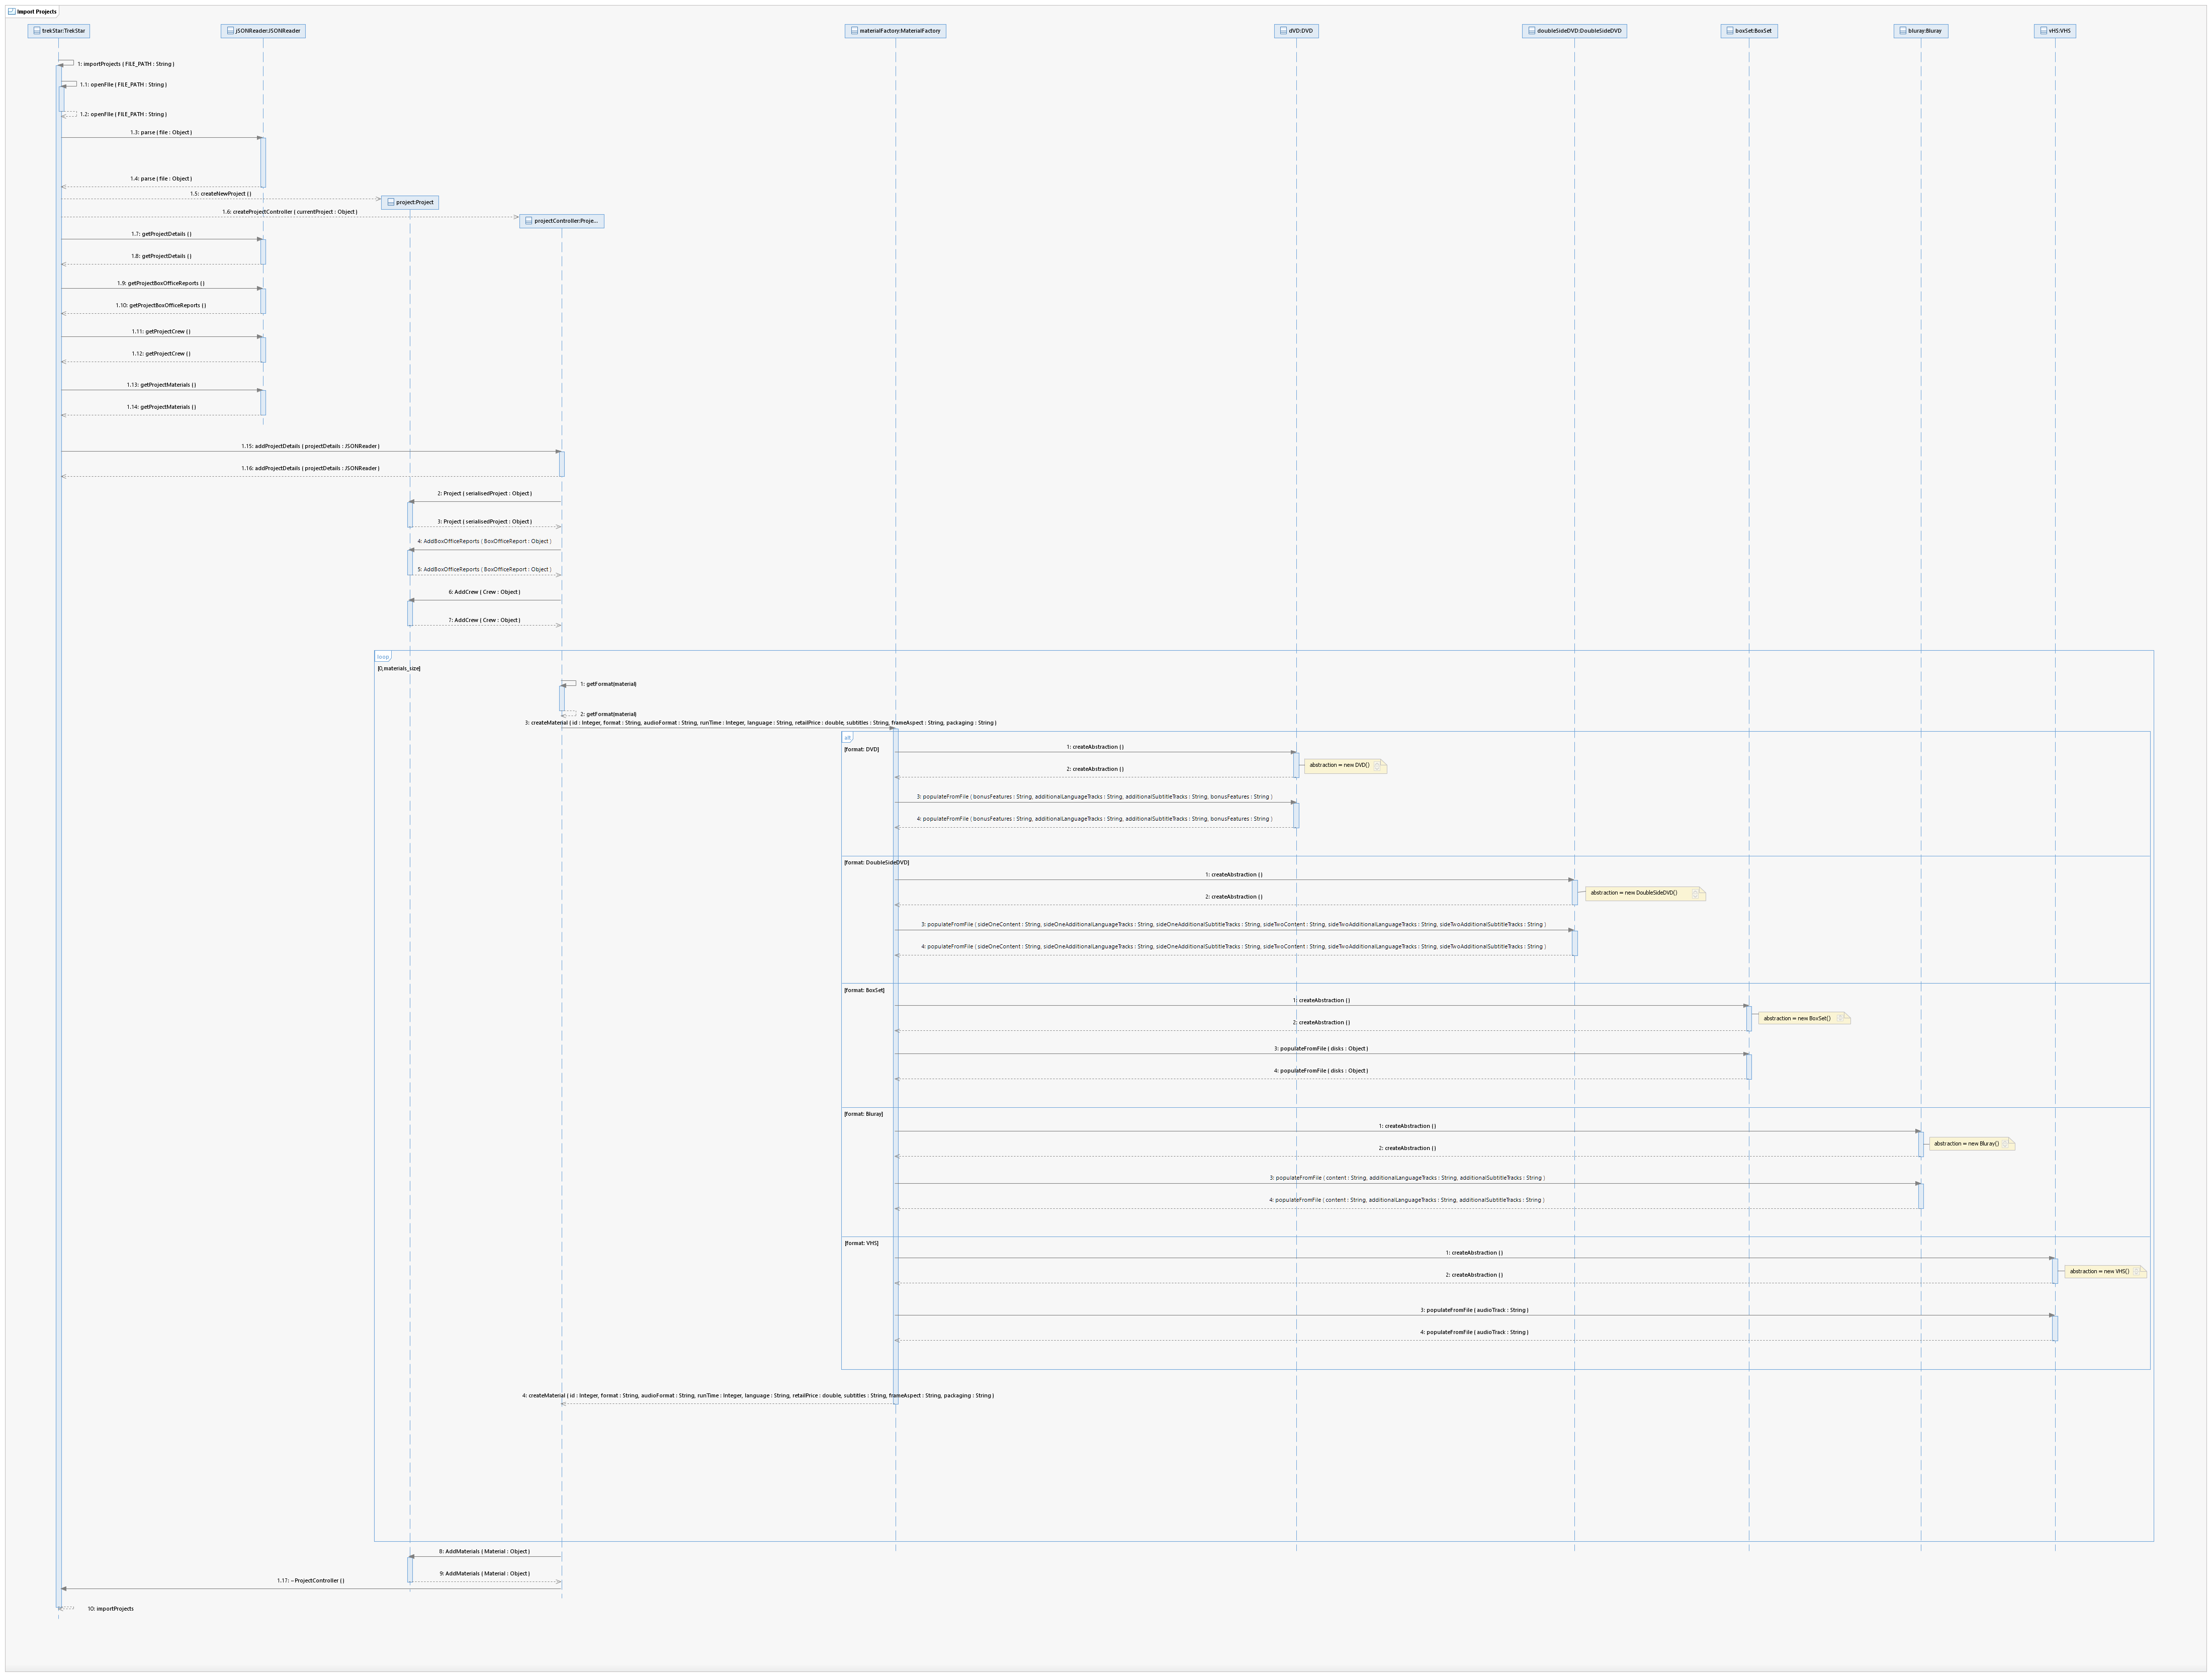 Import Projects
trekStar:TrekStar
jSONReader:JSONReader
materialFactory:MaterialFactory
dVD:DVD
doubleSideDVD:DoubleSideDVD
boxSet:BoxSet
bluray:Bluray
vHS:VHS
1: importProjects ( FILE_PATH : String )
1.1: openFile ( FILE_PATH : String )
1.2: openFile ( FILE_PATH : String )
1.3: parse ( file : Object )
1.4: parse ( file : Object )
1.5: createNewProject ( )
project:Project
1.6: createProjectController ( currentProject : Object )
projectController:Proje...
1.7: getProjectDetails ( )
1.8: getProjectDetails ( )
1.9: getProjectBoxOfficeReports ( )
1.10: getProjectBoxOfficeReports ( )
1.11: getProjectCrew ( )
1.12: getProjectCrew ( )
1.13: getProjectMaterials ( )
1.14: getProjectMaterials ( )
1.15: addProjectDetails ( projectDetails : JSONReader )
1.16: addProjectDetails ( projectDetails : JSONReader )
2: Project ( serialisedProject : Object )
3: Project ( serialisedProject : Object )
4: AddBoxOfficeReports ( BoxOfficeReport : Object )
5: AddBoxOfficeReports ( BoxOfficeReport : Object )
6: AddCrew ( Crew : Object )
7: AddCrew ( Crew : Object )
loop
[0,materials_size]
1: getFormat(material)
2: getFormat(material)
3: createMaterial ( id : Integer, format : String, audioFormat : String, runTime : Integer, language : String, retailPrice : double, subtitles : String, frameAspect : String, packaging : String )
alt
[format: DVD]
1: createAbstraction ( )
abstraction = new DVD()
2: createAbstraction ( )
3: populateFromFile ( bonusFeatures : String, additionalLanguageTracks : String, additionalSubtitleTracks : String, bonusFeatures : String )
4: populateFromFile ( bonusFeatures : String, additionalLanguageTracks : String, additionalSubtitleTracks : String, bonusFeatures : String )
[format: DoubleSideDVD]
1: createAbstraction ( )
abstraction = new DoubleSideDVD()
2: createAbstraction ( )
3: populateFromFile ( sideOneContent : String, sideOneAdditionalLanguageTracks : String, sideOneAdditionalSubtitleTracks : String, sideTwoContent : String, sideTwoAdditionalLanguageTracks : String, sideTwoAdditionalSubtitleTracks : String )
4: populateFromFile ( sideOneContent : String, sideOneAdditionalLanguageTracks : String, sideOneAdditionalSubtitleTracks : String, sideTwoContent : String, sideTwoAdditionalLanguageTracks : String, sideTwoAdditionalSubtitleTracks : String )
[format: BoxSet]
1: createAbstraction ( )
abstraction = new BoxSet()
2: createAbstraction ( )
3: populateFromFile ( disks : Object )
4: populateFromFile ( disks : Object )
[format: Bluray]
1: createAbstraction ( )
abstraction = new Bluray()
2: createAbstraction ( )
3: populateFromFile ( content : String, additionalLanguageTracks : String, additionalSubtitleTracks : String )
4: populateFromFile ( content : String, additionalLanguageTracks : String, additionalSubtitleTracks : String )
[format: VHS]
1: createAbstraction ( )
abstraction = new VHS()
2: createAbstraction ( )
3: populateFromFile ( audioTrack : String )
4: populateFromFile ( audioTrack : String )
4: createMaterial ( id : Integer, format : String, audioFormat : String, runTime : Integer, language : String, retailPrice : double, subtitles : String, frameAspect : String, packaging : String )
8: AddMaterials ( Material : Object )
9: AddMaterials ( Material : Object )
1.17: ~ProjectController ( )
10: importProjects